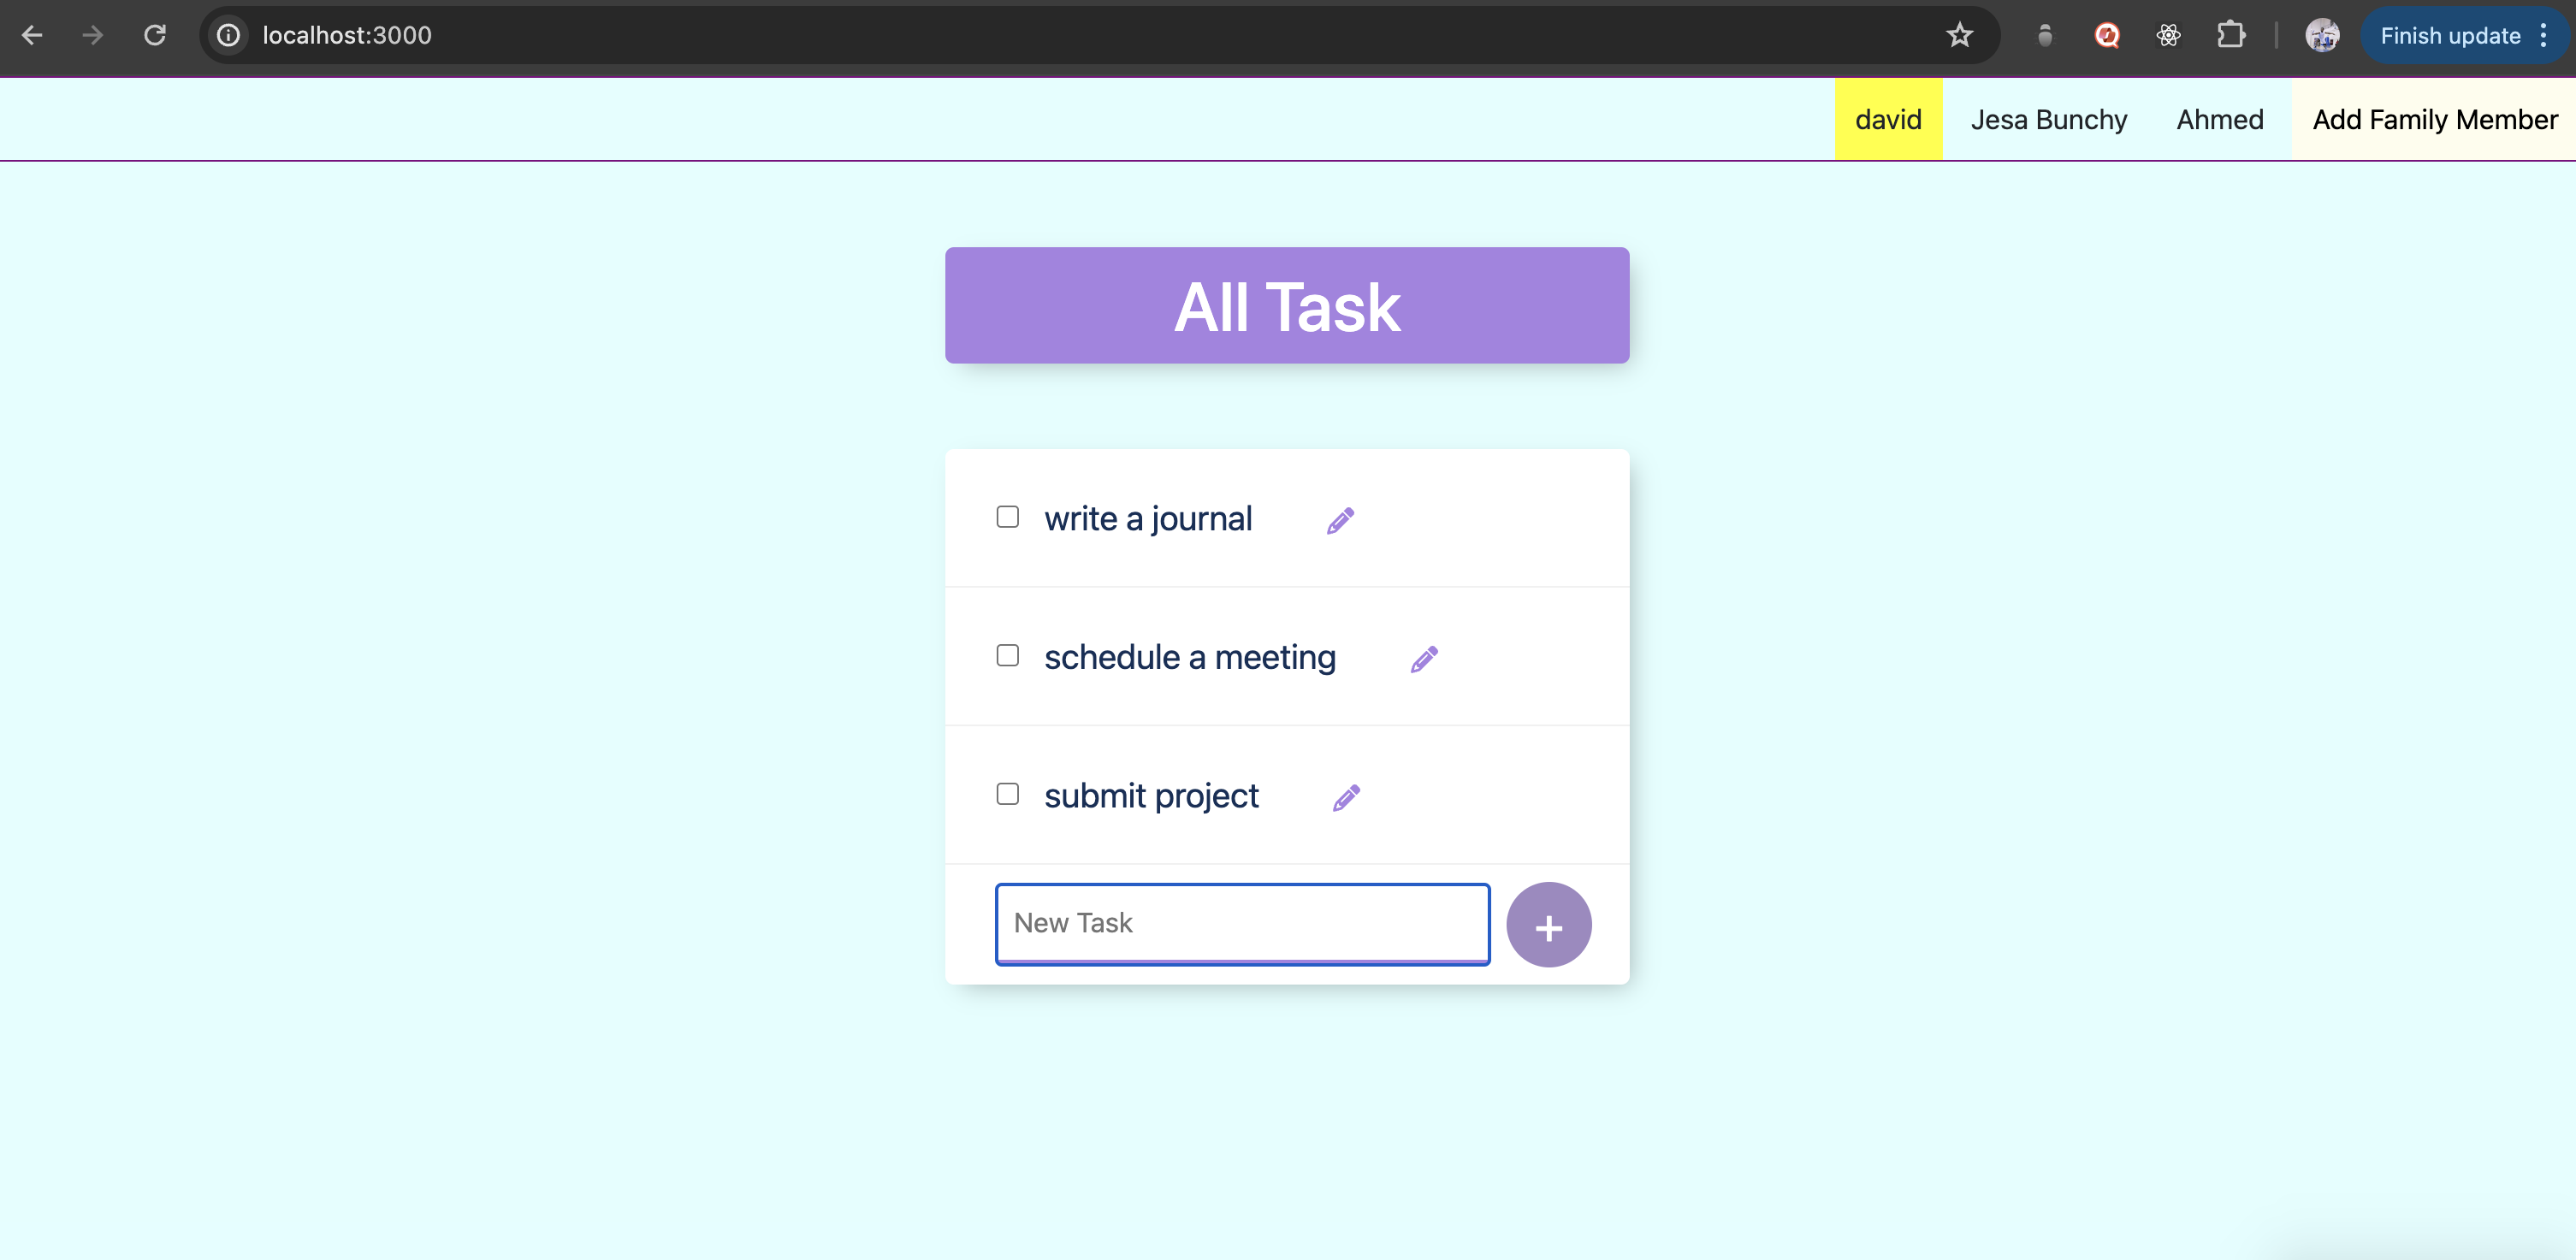 localhost:3000
Finish update
david Jesa Bunchy Ahmed Add Family Member
All Task
write a journal
schedule a meeting
submit project
New Task
+